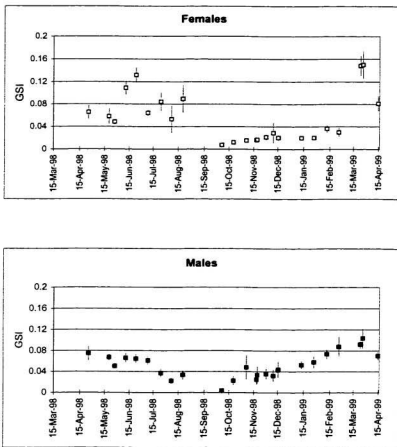 Females
GSI
0.2
0.16
0.12
0.08
0.04
0
15-Mar-98
15-Apr-98
15-May-98
15-Jun-98
15-Jul-98
15-Aug-98
15-Sep-98
15-Oct-98
15-Nov-98
15-Dec-98
15-Jan-99
15-Feb-99
15-Mar-99
15-Apr-99
Males
GSI
0.2
0.16
0.12
0.08
0.04
0
15-Mar-98
15-Apr-98
15-May-98
15-Jun-98
15-Jul-98
15-Aug-98
15-Sep-98
15-Oct-98
15-Nov-98
15-Dec-98
15-Jan-99
15-Feb-99
15-Mar-99
15-Apr-99